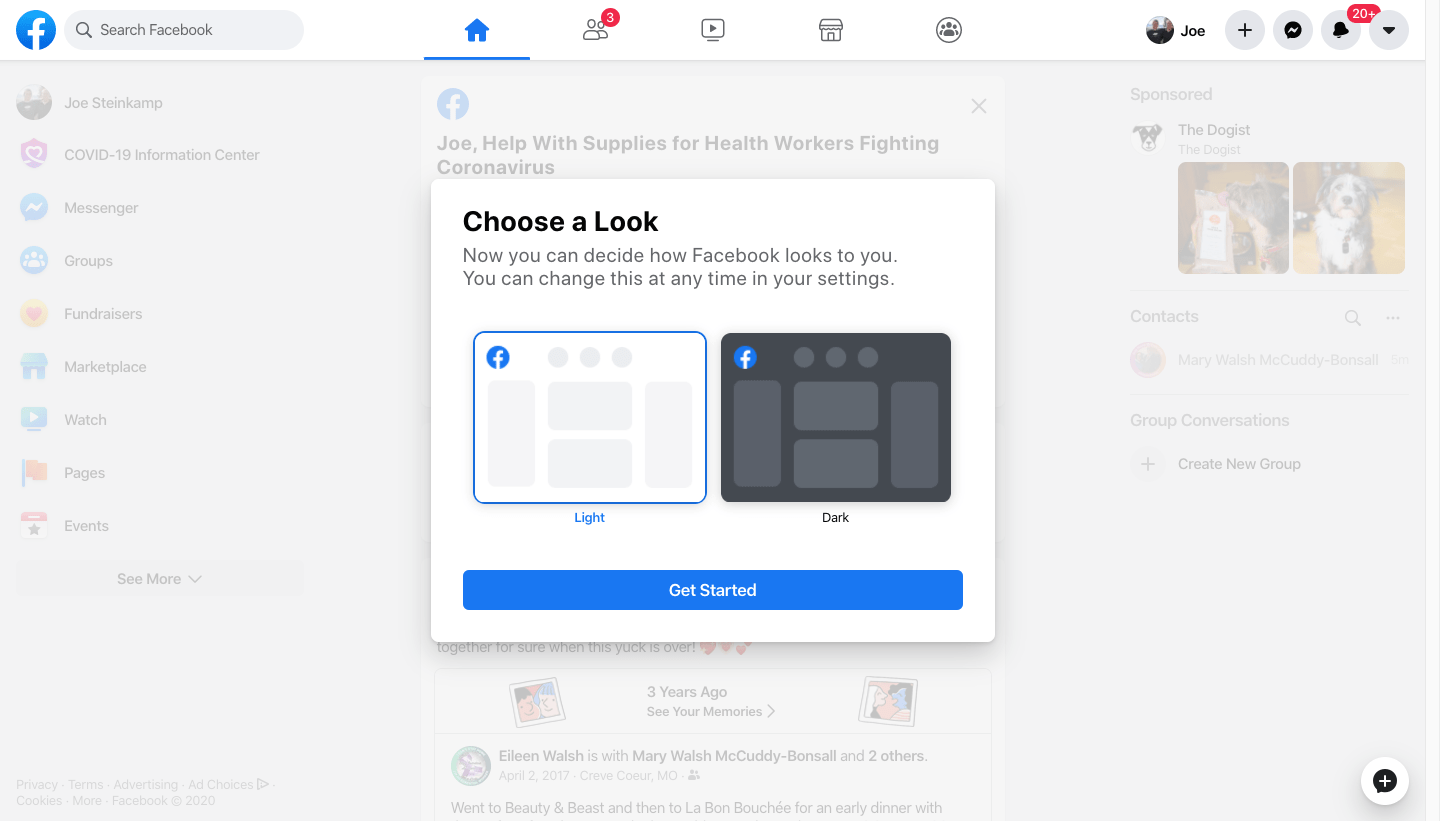 Search Facebook
3
Joe
20+
Joe Steinkamp
COVID-19 Information Center
Messenger
Groups
Fundraisers
Marketplace
Watch
Pages
Events
See More
Privacy · Terms · Advertising · Ad Choices ·
Cookies · More · Facebook © 2020
Joe, Help With Supplies for Health Workers Fighting
Coronavirus
Choose a Look
Now you can decide how Facebook looks to you.
You can change this at any time in your settings.
Light
Dark
Get Started
together for sure when this yuck is over!
3 Years Ago
See Your Memories
Eileen Walsh is with Mary Walsh McCuddy-Bonsall and 2 others.
April 2, 2017 · Creve Coeur, MO ·
Went to Beauty & Beast and then to La Bon Bouchée for an early dinner with
Sponsored
The Dogist
The Dogist
Contacts
Mary Walsh McCuddy-Bonsall 5m
Group Conversations
Create New Group